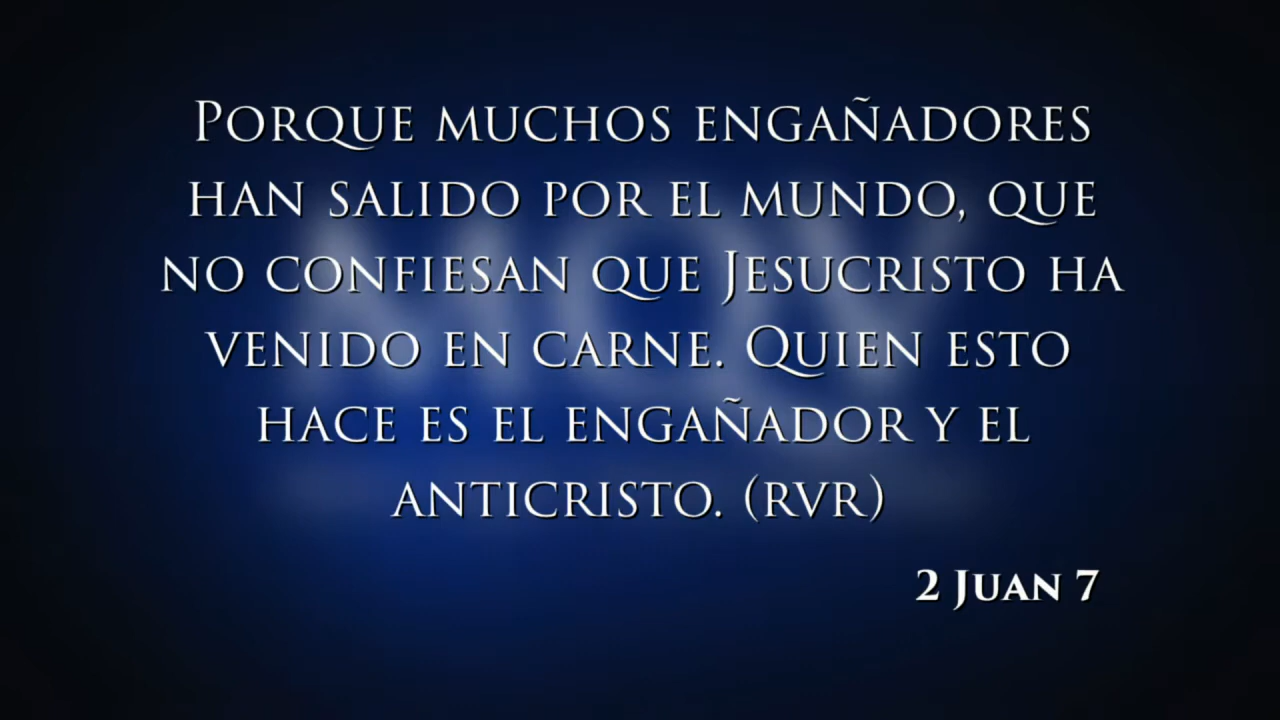 Porque muchos engañadores
han salido por el mundo, que
no confiesan que Jesucristo ha
venido en carne. Quien esto
hace es el engañador y el
anticristo. (rvr)
2 Juan 7